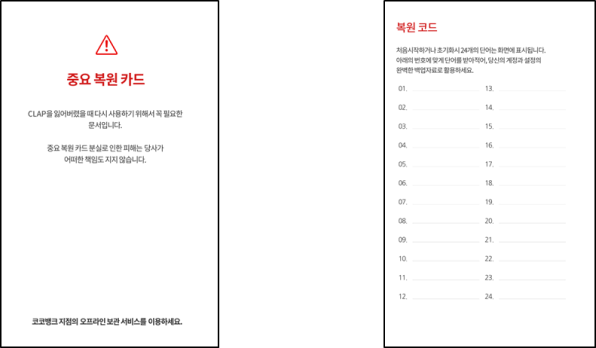 중요 복원 카드
CLAP을 잃어버렸을 때 다시 사용하기 위해서 꼭 필요한
문서입니다.
중요 복원 카드 분실로 인한 피해는 당사가
어떠한 책임도 지지 않습니다.
코코뱅크 지점의 오프라인 보관 서비스를 이용하세요.
복원 코드
처음시작하거나 초기화시 24개의 단어는 화면에 표시됩니다.
아래의 번호에 맞게 단어를 받아적어, 당신의 계정과 설정의
완벽한 백업자료로 활용하세요.
01.
02.
03.
04.
05.
06.
07.
08.
09.
10.
11.
12.
13.
14.
15.
16.
17.
18.
19.
20.
21.
22.
23.
24.